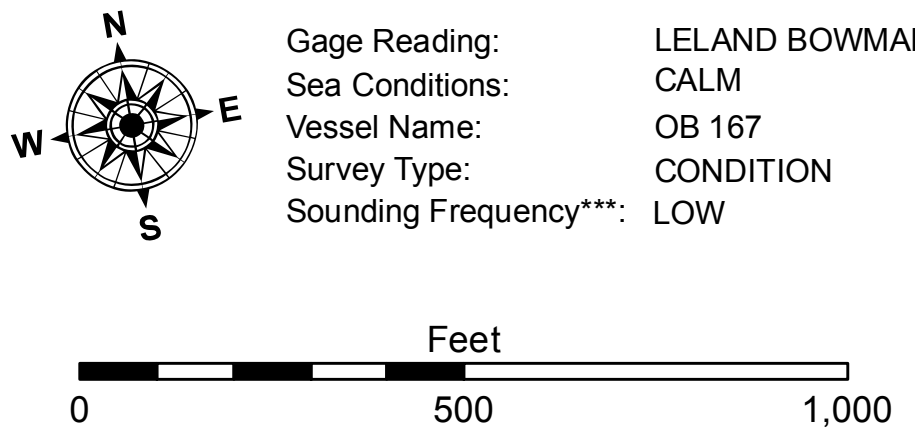 N
W E
S
Gage Reading: LELAND
Sea Conditions: CALM
Vessel Name: OB 167
Survey Type: CONDITION
Sounding Frequency***: LOW
Feet
0 500 1,000